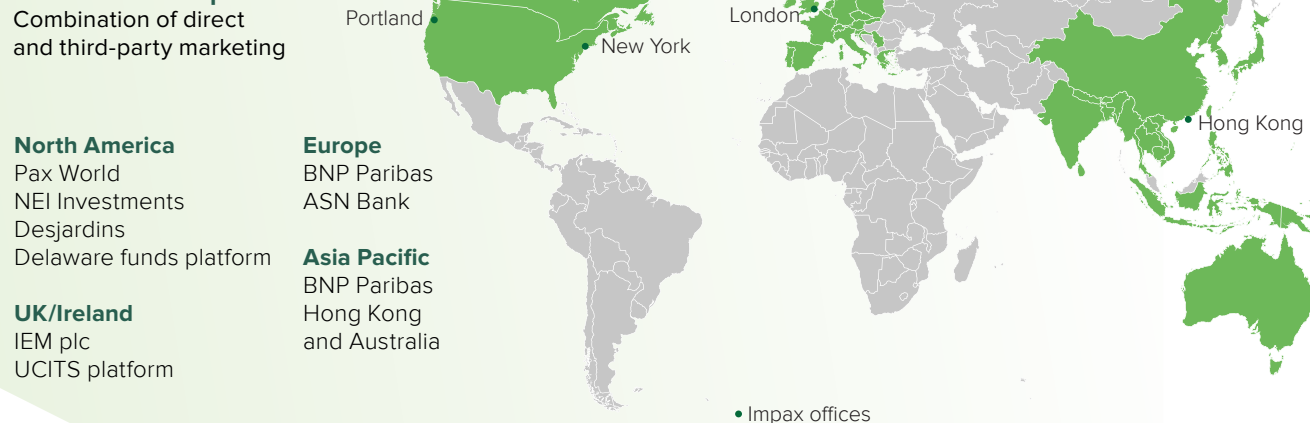 Combination of direct
and third-party marketing
North America
Pax World
NEI Investments
Desjardins
Delaware funds platform
UK/Ireland
IEM plc
UCITS platform
Europe
BNP Paribas
ASN Bank
Asia Pacific
BNP Paribas
Hong Kong
and Australia
Portland
New York
London
Hong Kong
Impax offices